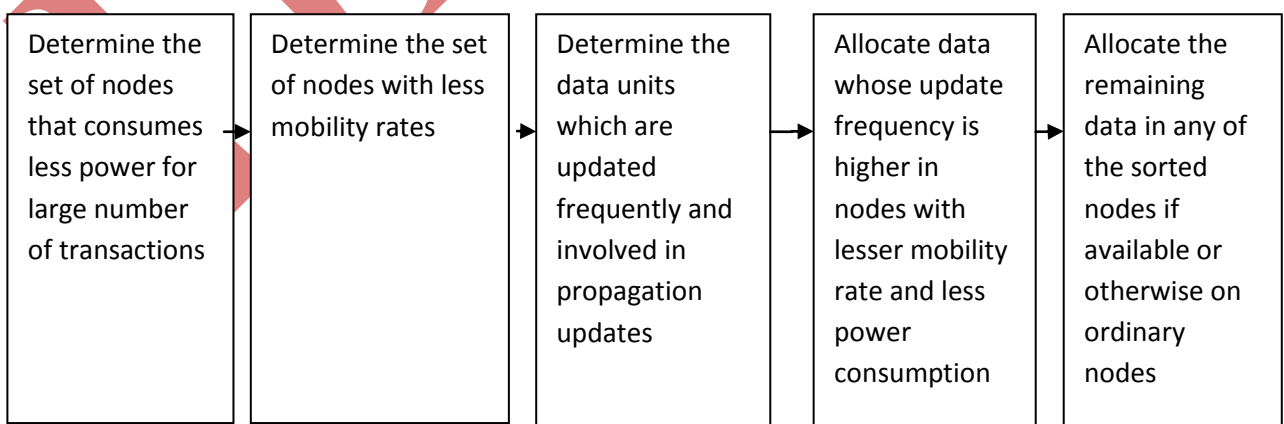 Determine the
set of nodes
that consumes
less power for
large number
of transactions
Determine the set
of nodes with less
mobility rates
Determine the
data units
which are
updated
frequently and
involved in
propagation
updates
Allocate data
whose update
frequency is
higher in
nodes with
lesser mobility
rate and less
power
consumption
Allocate the
remaining
data in any of
the sorted
nodes if
available or
otherwise on
ordinary
nodes